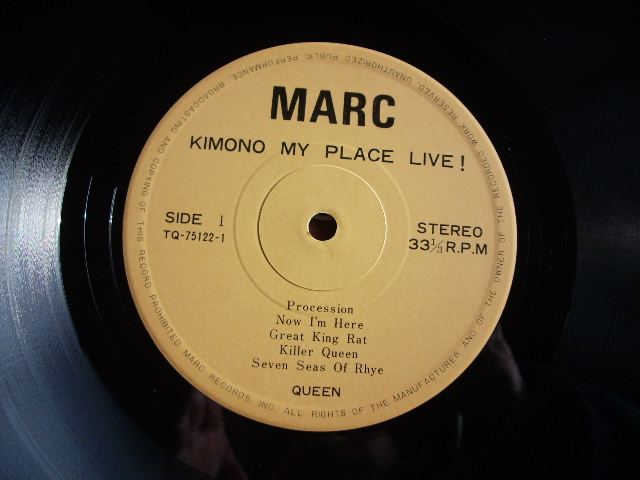 MARC
KIMONO MY PLACE LIVE!
SIDE I
TQ-75122-1
STEREO
33⅓ R.P.M
Procession
Now I'm Here
Great King Rat
Killer Queen
Seven Seas Of Rhye
QUEEN
MARC RECORDS, INC. ALL RIGHTS OF THE MANUFACTURER AND OF THE OWNER OF THE RECORDED WORK RESERVED. UNAUTHORIZED PUBLIC PERFORMANCE, BROADCASTING AND COPYING OF THIS RECORD PROHIBITED